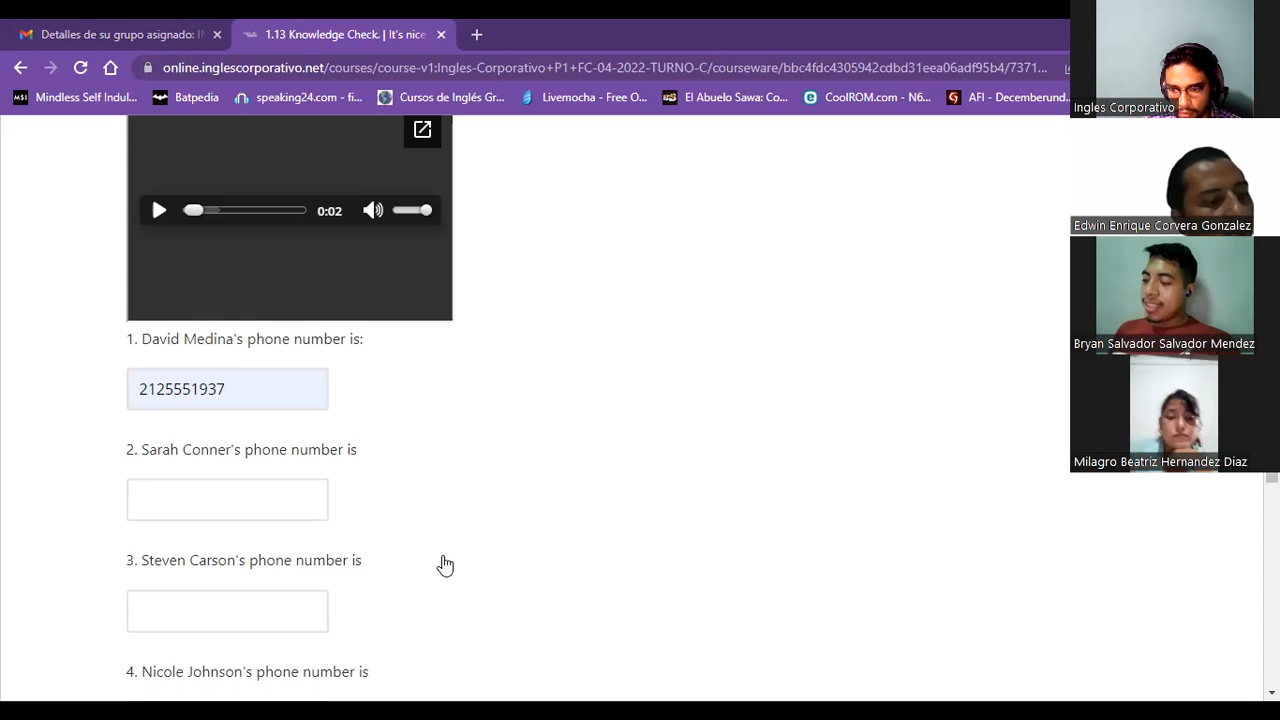 Detalles de su grupo asignado: I
1.13 Knowledge Check. | It's nice
online.inglescorporativo.net/courses/course-v1:Inglescorporativo+P1+FC-04-2022-TURNO-C/courseware/bbc4fdc4305942cdbd31eea06adf95b4/7371...
Mindless Self Indul...
Batpedia
speaking24.com - fi...
Cursos de Inglés Gr...
Livemocha - Free O...
El Abuelo Sawa: Co...
CoolROM.com - N6...
AFI - Decemberund...
0:02
1. David Medina's phone number is:
2125551937
2. Sarah Conner's phone number is
3. Steven Carson's phone number is
4. Nicole Johnson's phone number is
Ingles Corporativo
Edwin Enrique Corvera Gonzalez
Bryan Salvador Salvador Mendez
Milagro Beatriz Hernandez Diaz